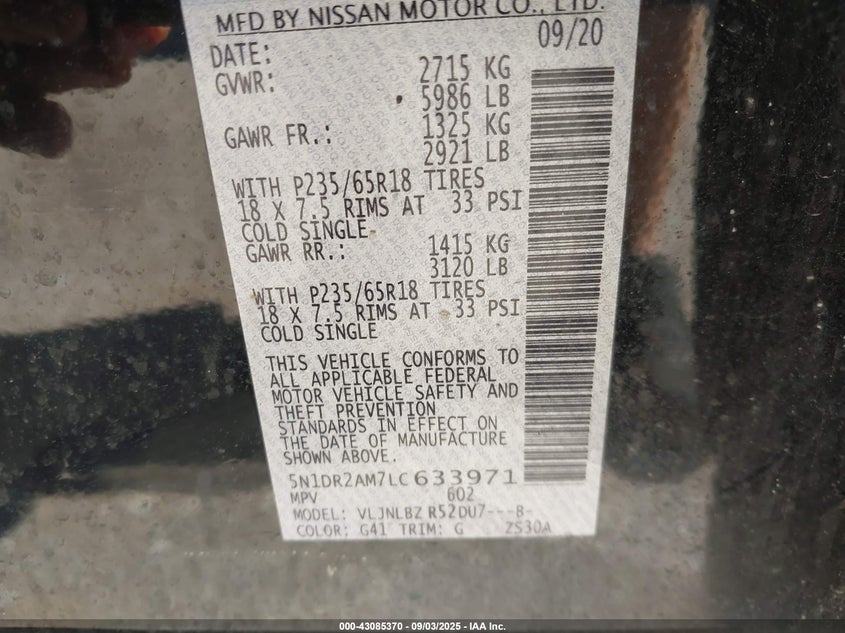 MFD BY NISSAN MOTOR CO., LTD.
DATE: 09/20
GVWR: 2715 KG
5986 LB
GAWR FR.: 1325 KG
2921 LB
WITH P235/65R18 TIRES
18 X 7.5 RIMS AT 33 PSI
COLD SINGLE
GAWR RR.: 1415 KG
3120 LB
WITH P235/65R18 TIRES
18 X 7.5 RIMS AT 33 PSI
COLD SINGLE
THIS VEHICLE CONFORMS TO
ALL APPLICABLE FEDERAL
MOTOR VEHICLE SAFETY AND
THEFT PREVENTION
STANDARDS IN EFFECT ON
THE DATE OF MANUFACTURE
SHOWN ABOVE.
5N1DR2AM7LC633971
MPV 602
MODEL: VLJNLBZ R52DU7---B-
COLOR: G41 TRIM: G ZS30A
000-43085370 - 09/03/2025 - IAA Inc.